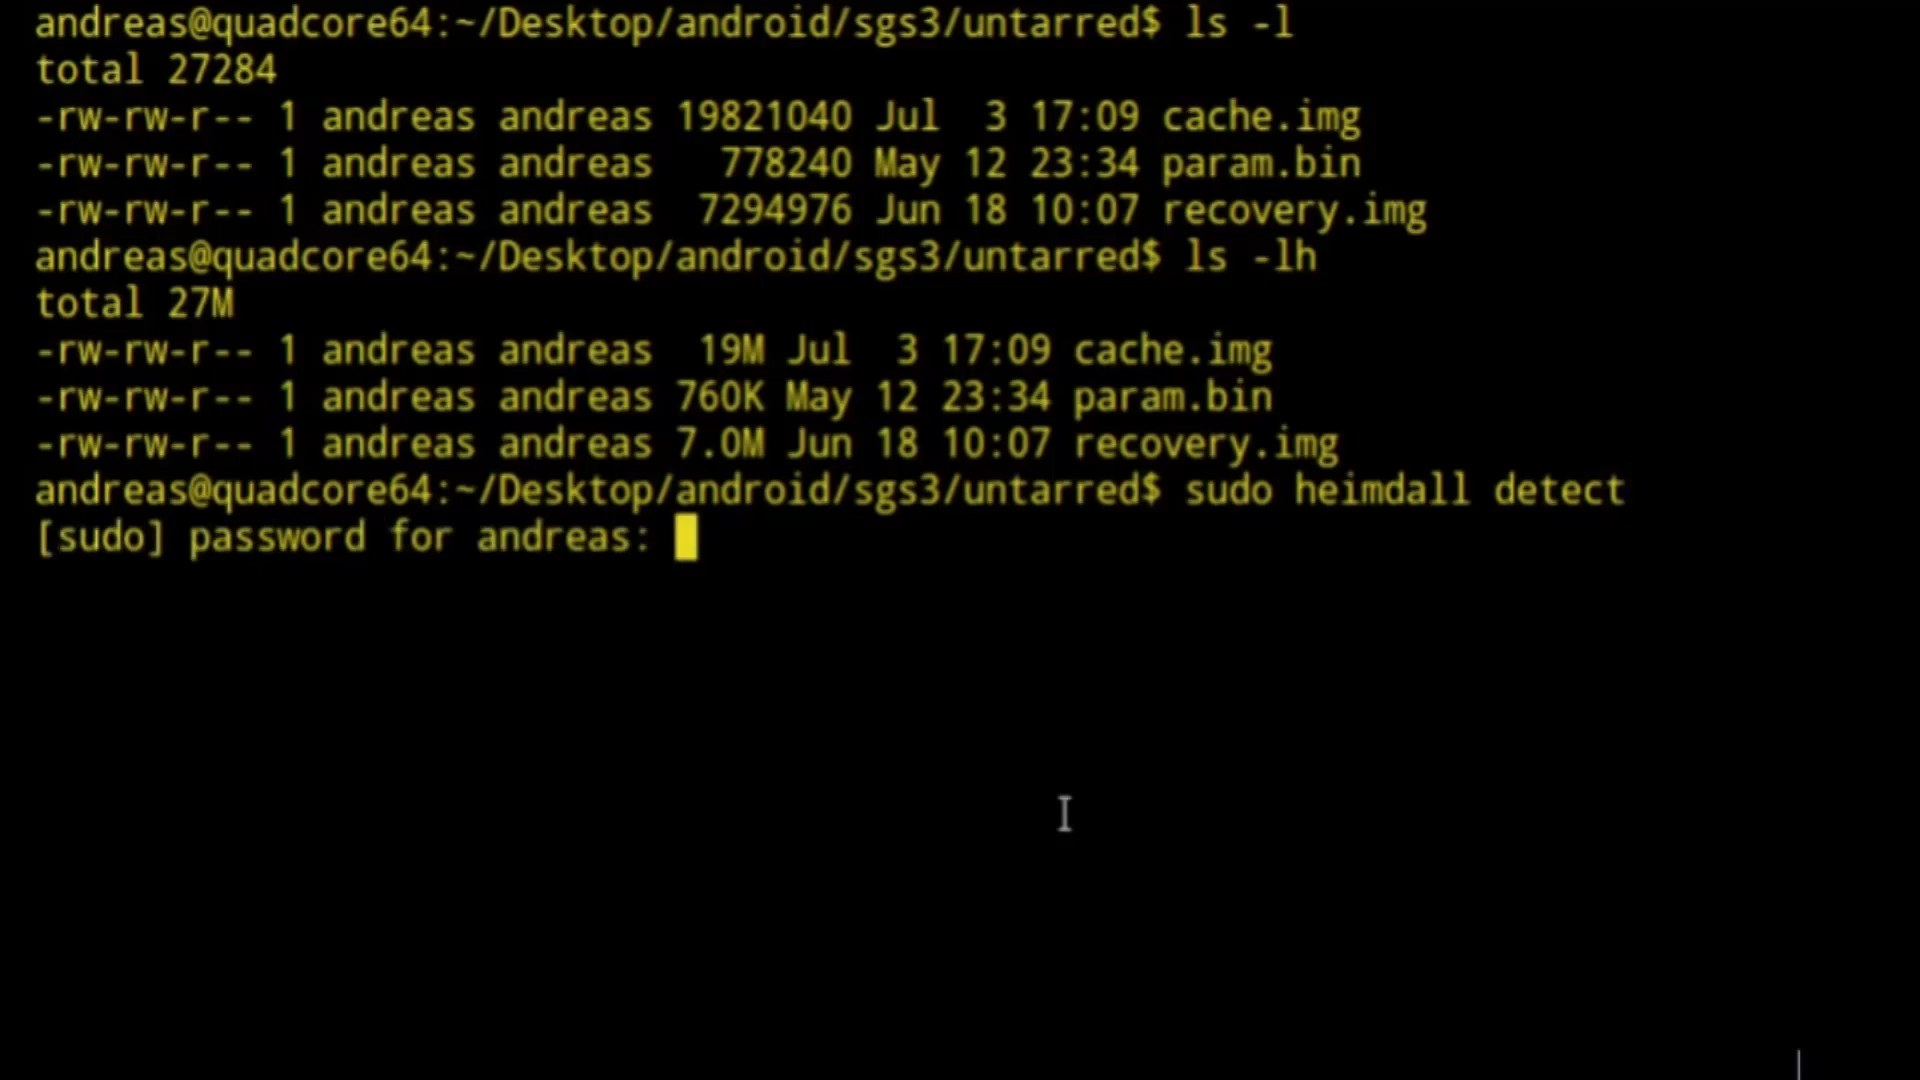 andreas@quadcore64:~/Desktop/android/sgs3/untarred$ ls -l
total 27284
-rw-rw-r-- 1 andreas andreas 19821040 Jul  3 17:09 cache.img
-rw-rw-r-- 1 andreas andreas   778240 May 12 23:34 param.bin
-rw-rw-r-- 1 andreas andreas  7294976 Jun 18 10:07 recovery.img
andreas@quadcore64:~/Desktop/android/sgs3/untarred$ ls -lh
total 27M
-rw-rw-r-- 1 andreas andreas  19M Jul  3 17:09 cache.img
-rw-rw-r-- 1 andreas andreas 760K May 12 23:34 param.bin
-rw-rw-r-- 1 andreas andreas 7.0M Jun 18 10:07 recovery.img
andreas@quadcore64:~/Desktop/android/sgs3/untarred$ sudo heimdall detect
[sudo] password for andreas: